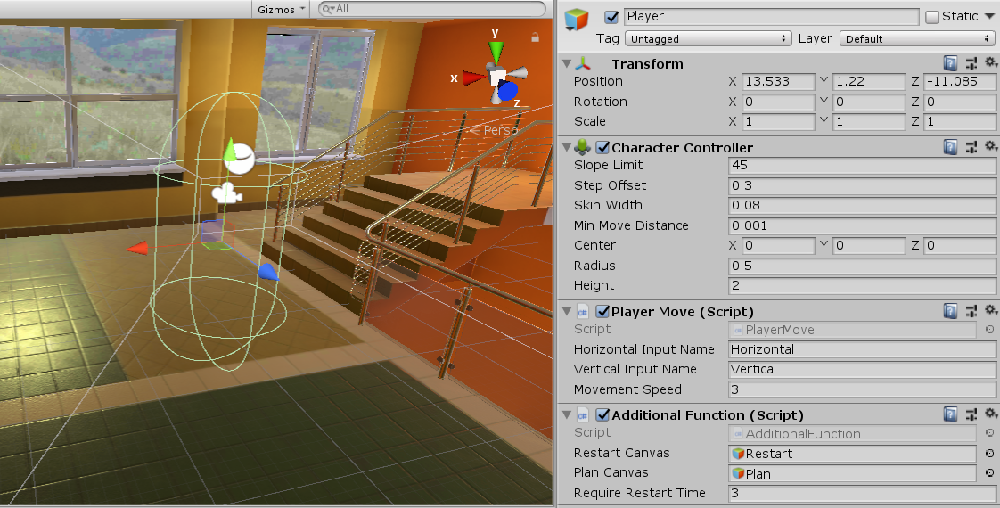 Gizmos All
y
x
z
Persp
Player Static
Tag Untagged Layer Default
Transform
Position X 13.533 Y 1.22 Z -11.085
Rotation X 0 Y 0 Z 0
Scale X 1 Y 1 Z 1
Character Controller
Slope Limit 45
Step Offset 0.3
Skin Width 0.08
Min Move Distance 0.001
Center X 0 Y 0 Z 0
Radius 0.5
Height 2
Player Move (Script)
Script PlayerMove
Horizontal Input Name Horizontal
Vertical Input Name Vertical
Movement Speed 3
Additional Function (Script)
Script AdditionalFunction
Restart Canvas Restart
Plan Canvas Plan
Require Restart Time 3